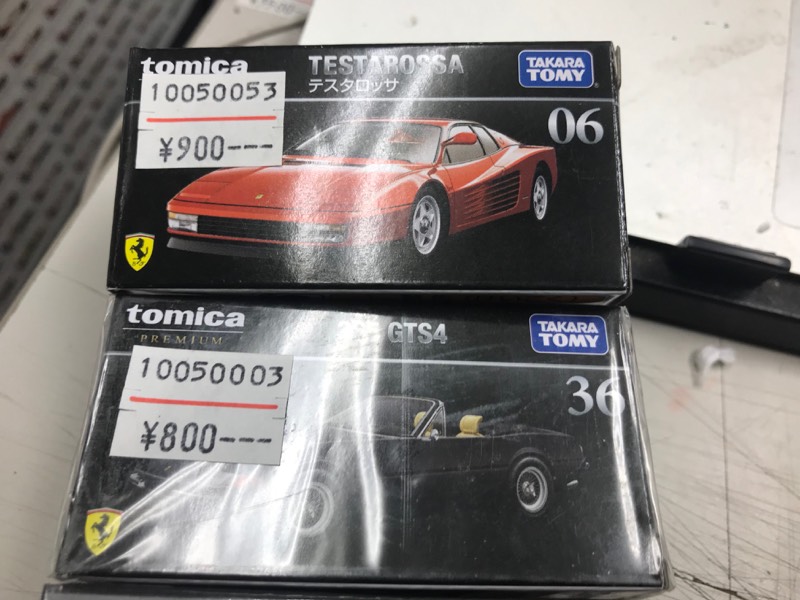 tomica
TESTAROSSA
テスタロッサ
TAKARA
TOMY
10050053
¥900---
06
tomica
PREMIUM
GTS4
TAKARA
TOMY
10050003
¥800----
36